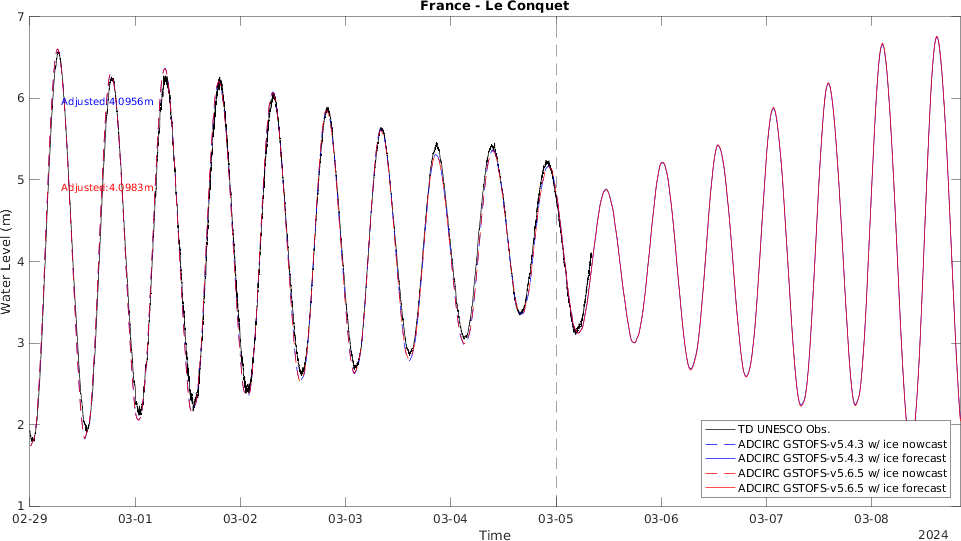 France - Le Conquet
7
6
5
4
3
2
1
Water Level (m)
Adjusted:4.0956m
Adjusted:4.0983m
TD UNESCO Obs.
ADCIRC GSTOFS-v5.4.3 w/ ice nowcast
ADCIRC GSTOFS-v5.4.3 w/ ice forecast
ADCIRC GSTOFS-v5.6.5 w/ ice nowcast
ADCIRC GSTOFS-v5.6.5 w/ ice forecast
02-29 03-01 03-02 03-03 03-04 03-05 03-06 03-07 03-08
Time
2024